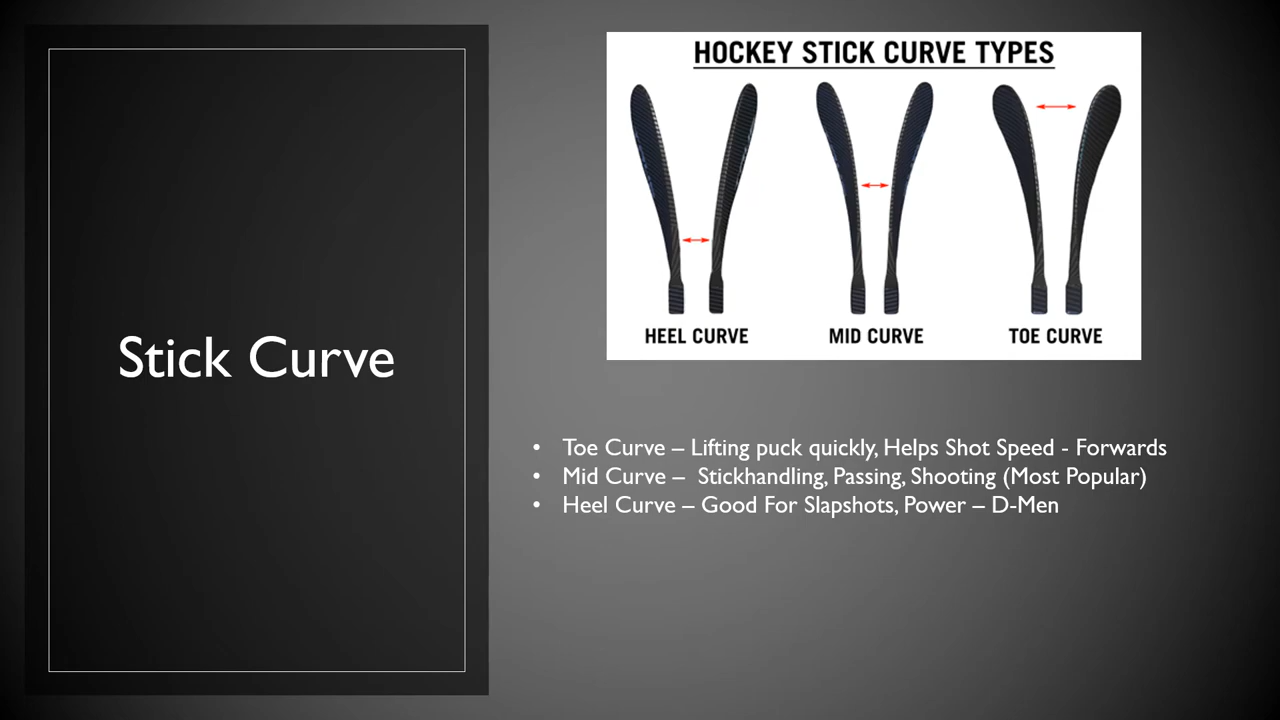 Stick Curve
HOCKEY STICK CURVE TYPES
HEEL CURVE
MID CURVE
TOE CURVE
• Toe Curve – Lifting puck quickly, Helps Shot Speed - Forwards
• Mid Curve –  Stickhandling, Passing, Shooting (Most Popular)
• Heel Curve – Good For Slapshots, Power – D-Men